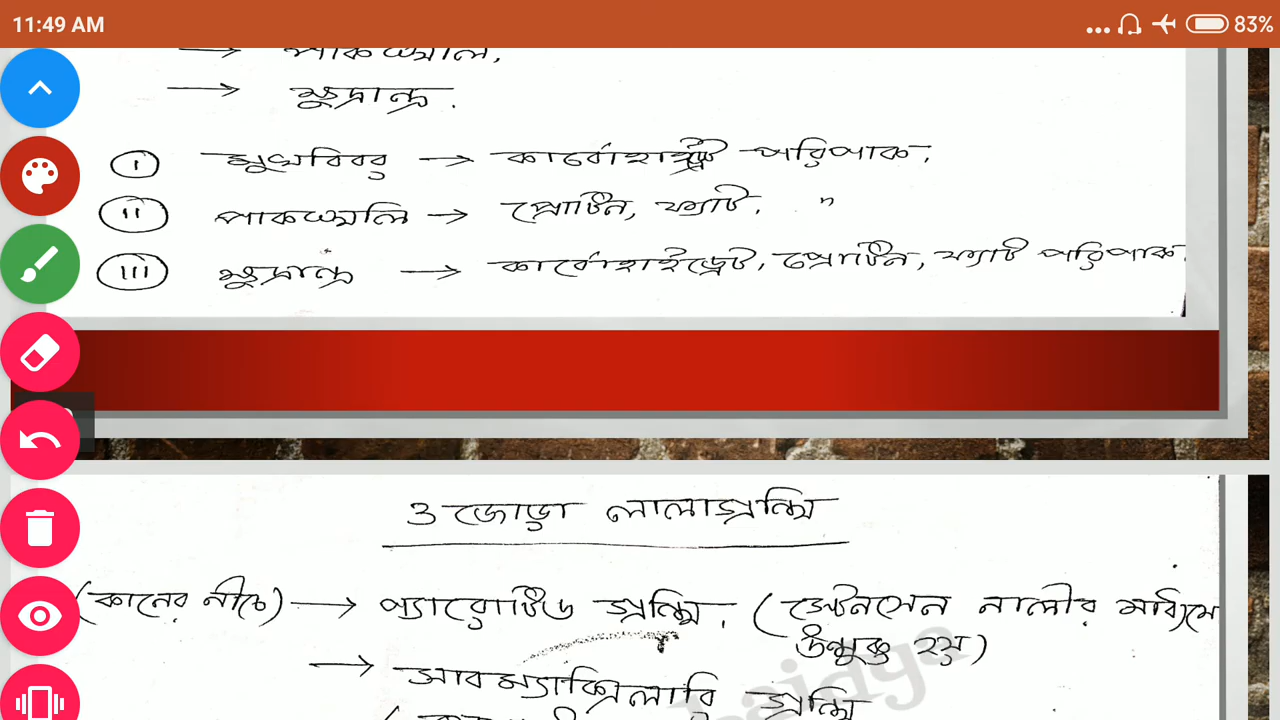 11:49 AM
83%
→ পাকস্থলি,
→ ক্ষুদ্রান্ত্র.
(i) মুখবিবর → কার্বোহাইড্রেট পরিপাক,
(ii) পাকস্থলি → প্রোটিন, ফ্যাট. "
(iii) ক্ষুদ্রান্ত্র → কার্বোহাইড্রেট, প্রোটিন, ফ্যাট পরিপাক.
৩ জোড়া লালাগ্রন্থি
(কানের নীচে) → প্যারোটিড গ্রন্থি. (স্টেনসেন নালীর মাধ্যমে
উন্মুক্ত হয়)
→ সাবম্যাক্সিলারি গ্রন্থি